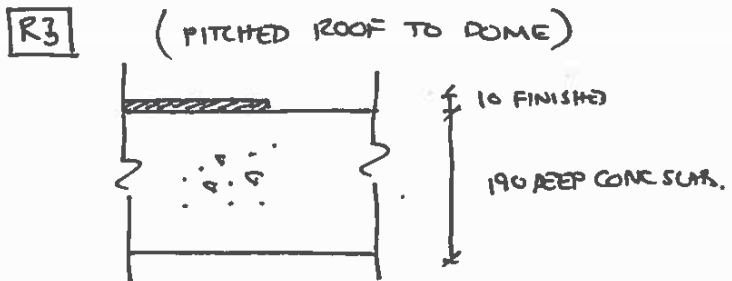 R3 (PITCHED ROOF TO DOME)
10 FINISHED
190 DEEP CONC SLAB.